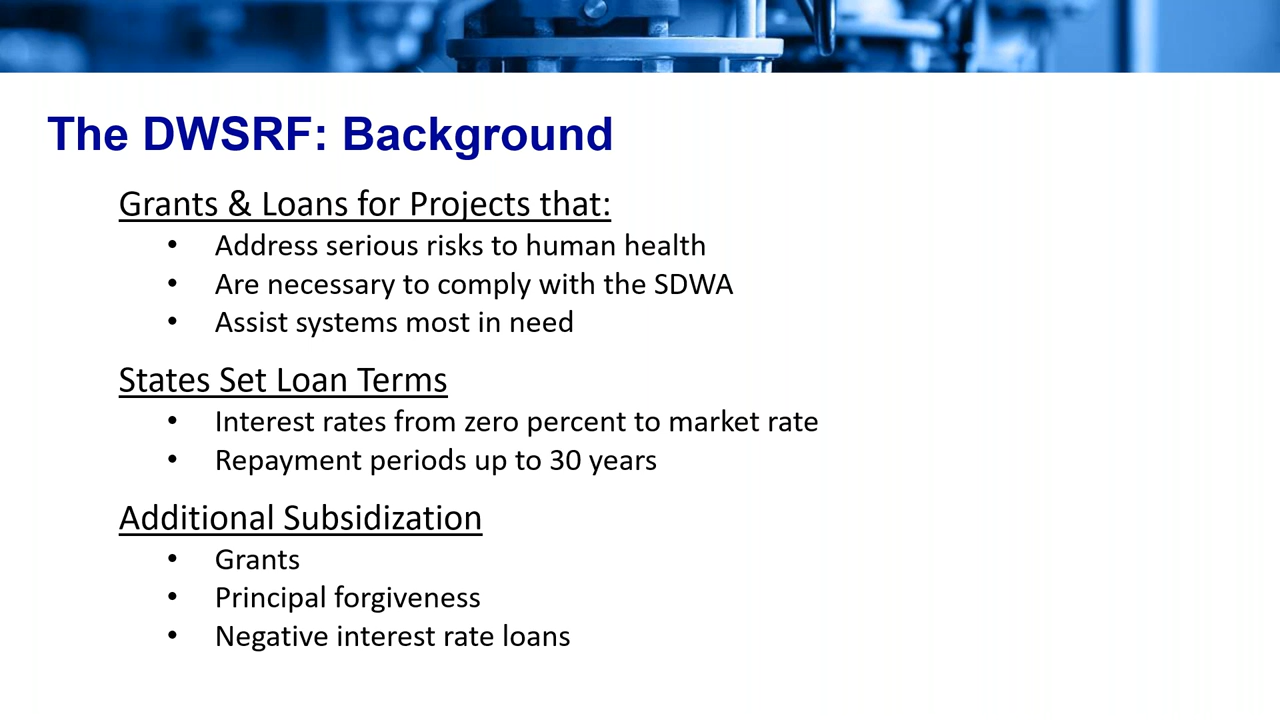 The DWSRF: Background
Grants & Loans for Projects that:
• Address serious risks to human health
• Are necessary to comply with the SDWA
• Assist systems most in need
States Set Loan Terms
• Interest rates from zero percent to market rate
• Repayment periods up to 30 years
Additional Subsidization
• Grants
• Principal forgiveness
• Negative interest rate loans